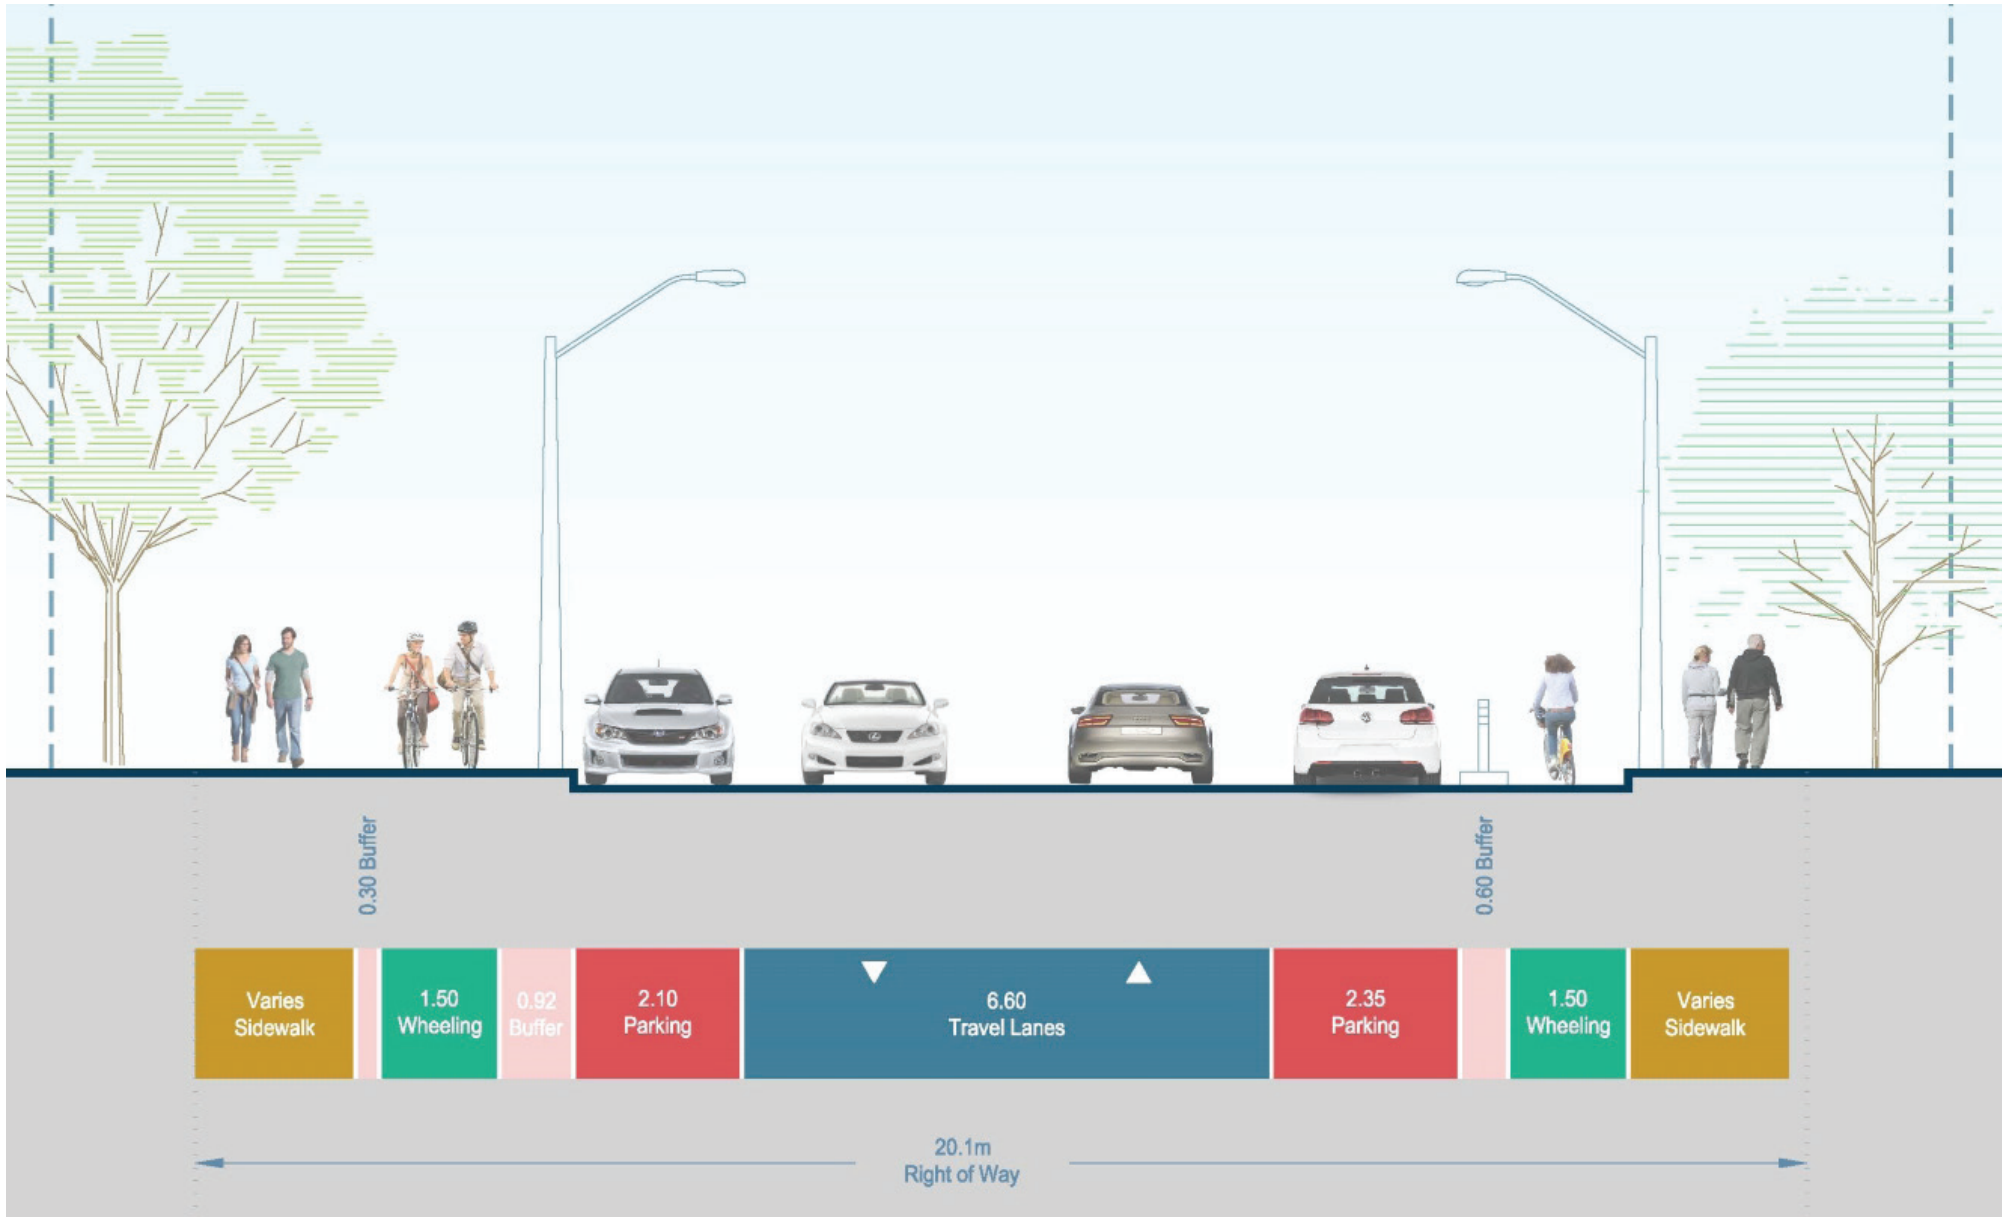 0.30 Buffer
0.60 Buffer
Varies
Sidewalk
1.50
Wheeling
0.92
Buffer
2.10
Parking
6.60
Travel Lanes
2.35
Parking
1.50
Wheeling
Varies
Sidewalk
20.1m
Right of Way